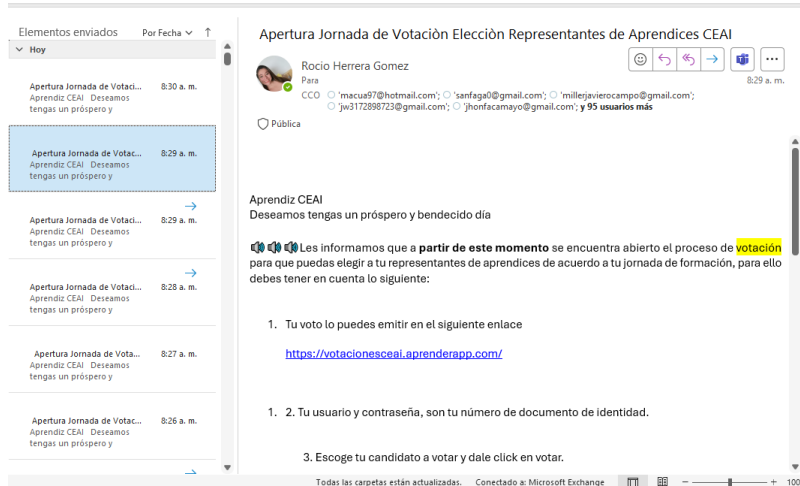 Elementos enviados Por Fecha
Hoy
Apertura Jornada de Votaci... 8:30 a. m.
Aprendiz CEAI Deseamos
tengas un próspero y
Apertura Jornada de Votac... 8:29 a. m.
Aprendiz CEAI Deseamos
tengas un próspero y
Apertura Jornada de Votaci... 8:29 a. m.
Aprendiz CEAI Deseamos
tengas un próspero y
Apertura Jornada de Votaci... 8:28 a. m.
Aprendiz CEAI Deseamos
tengas un próspero y
Apertura Jornada de Vota... 8:27 a. m.
Aprendiz CEAI Deseamos
tengas un próspero y
Apertura Jornada de Votac... 8:26 a. m.
Aprendiz CEAI Deseamos
tengas un próspero y
Apertura Jornada de Votaciòn Elecciòn Representantes de Aprendices CEAI
Rocio Herrera Gomez
Para
8:29 a. m.
CCO 'macua97@hotmail.com'; 'sanfaga0@gmail.com'; 'millerjavierocampo@gmail.com';
'jw3172898723@gmail.com'; 'jhonfacamayo@gmail.com'; y 95 usuarios más
Pública
Aprendiz CEAI
Deseamos tengas un próspero y bendecido día
Les informamos que a partir de este momento se encuentra abierto el proceso de votación
para que puedas elegir a tu representantes de aprendices de acuerdo a tu jornada de formación, para ello
debes tener en cuenta lo siguiente:
1. Tu voto lo puedes emitir en el siguiente enlace
https://votacionesceai.aprenderapp.com/
1. 2. Tu usuario y contraseña, son tu número de documento de identidad.
3. Escoge tu candidato a votar y dale click en votar.
Todas las carpetas están actualizadas. Conectado a: Microsoft Exchange 100